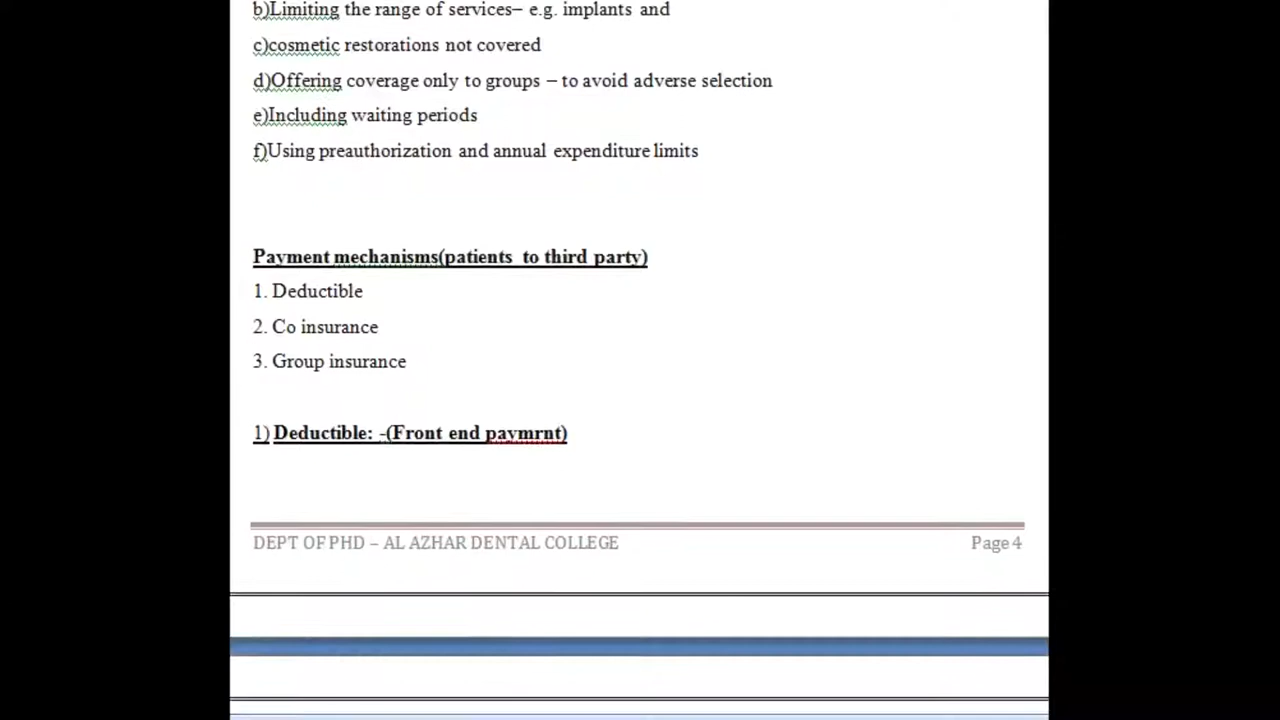 b)Limiting the range of services– e.g. implants and
c)cosmetic restorations not covered
d)Offering coverage only to groups – to avoid adverse selection
e)Including waiting periods
f)Using preauthorization and annual expenditure limits
Payment mechanisms(patients to third party)
1. Deductible
2. Co insurance
3. Group insurance
1) Deductible: -(Front end paymrnt)
DEPT OF PHD – AL AZHAR DENTAL COLLEGE Page 4